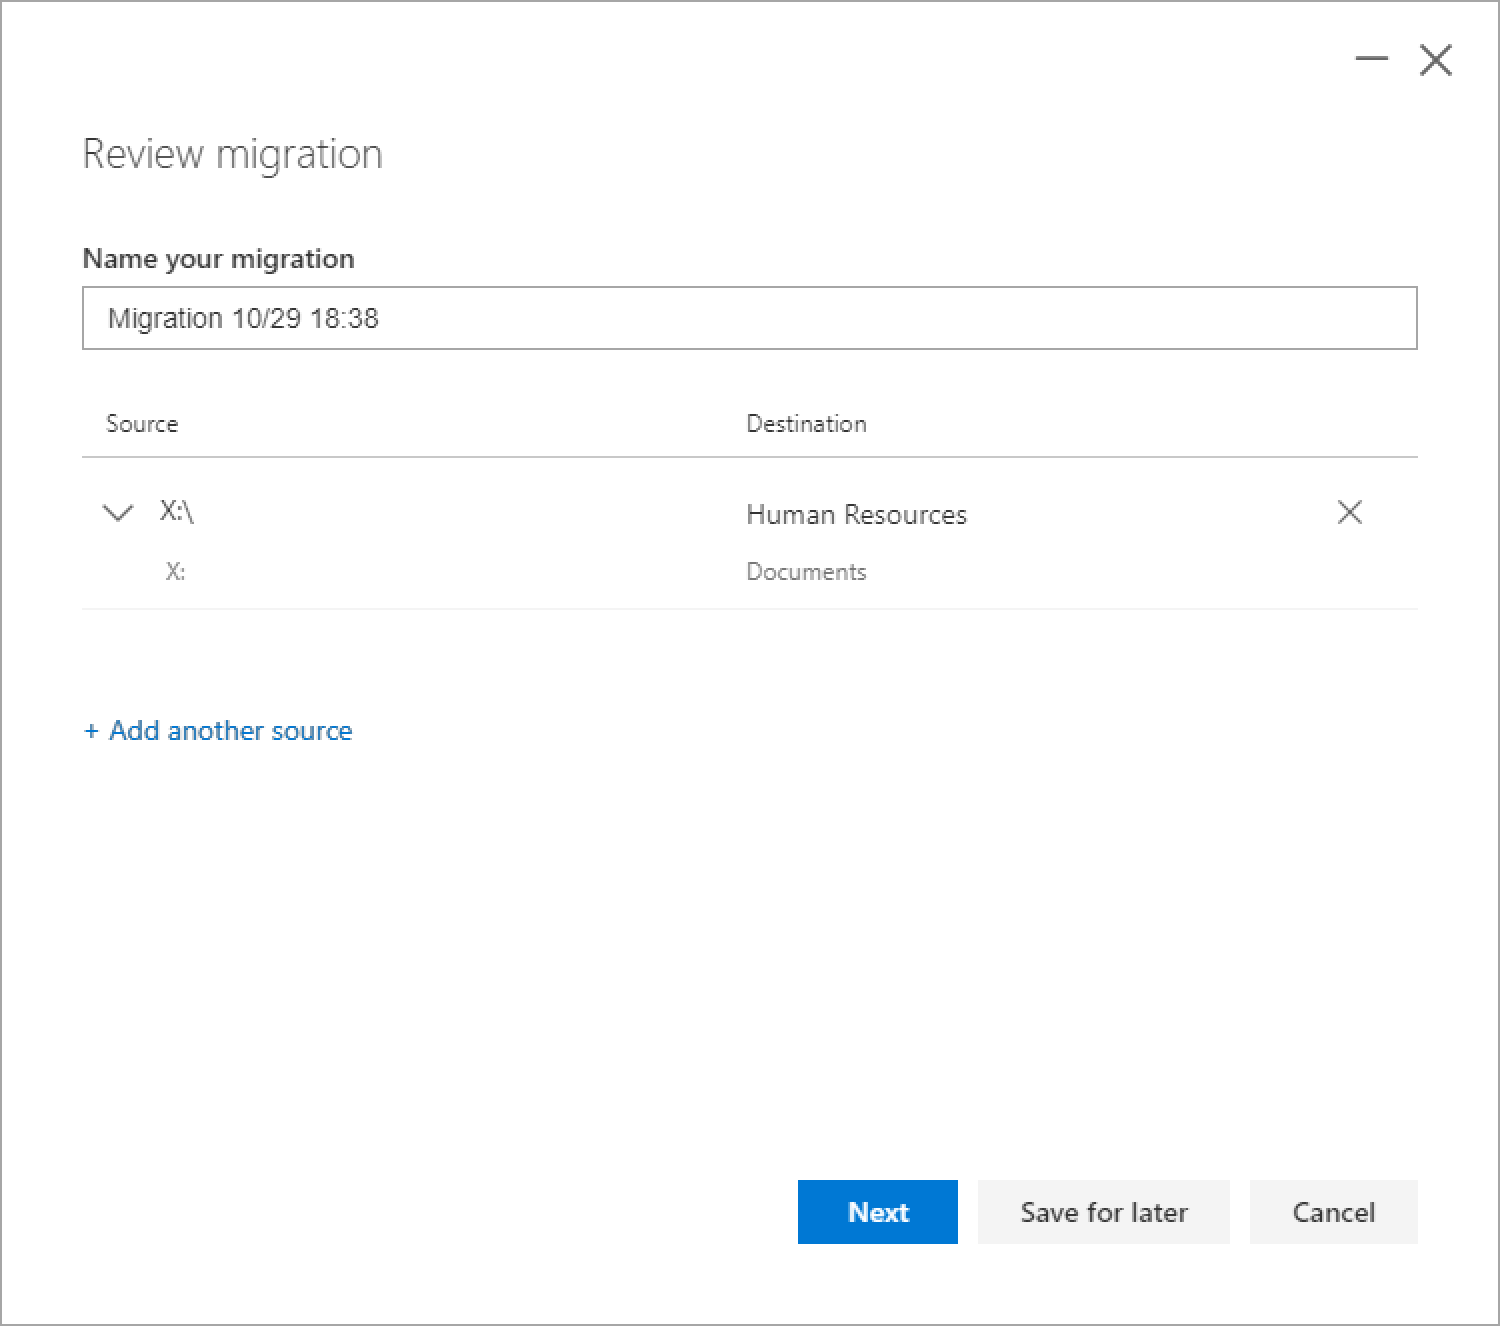 Review migration
Name your migration
Migration 10/29 18:38
Source Destination
X:\ Human Resources
X: Documents
+ Add another source
Next Save for later Cancel